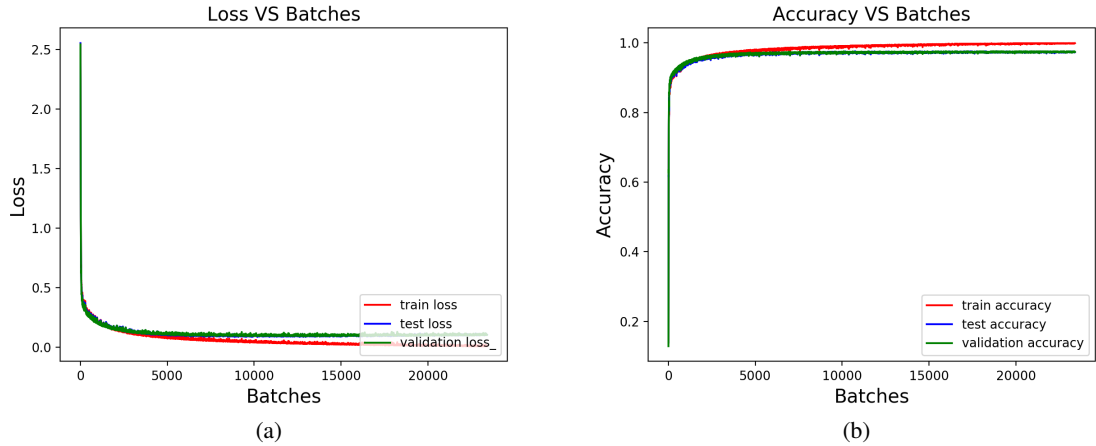 Loss VS Batches
2.5
2.0
1.5
1.0
0.5
0.0
Loss
train loss
test loss
validation loss_
0 5000 10000 15000 20000
Batches
(a)
Accuracy VS Batches
1.0
0.8
0.6
0.4
0.2
Accuracy
train accuracy
test accuracy
validation accuracy
0 5000 10000 15000 20000
Batches
(b)